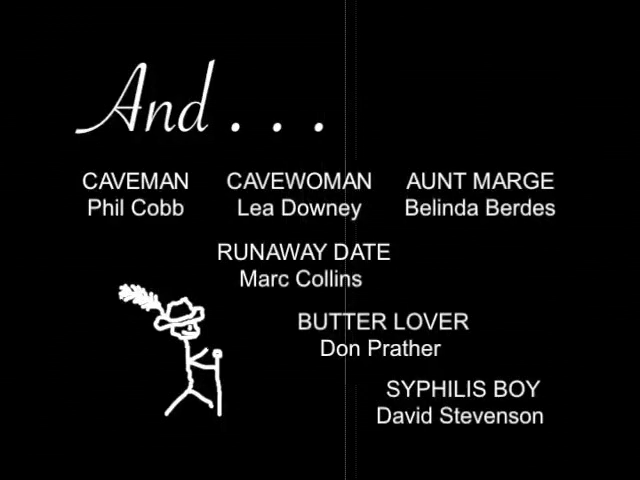 And . . .
CAVEMAN CAVEWOMAN AUNT MARGE
Phil Cobb Lea Downey Belinda Berdes
RUNAWAY DATE
Marc Collins
BUTTER LOVER
Don Prather
SYPHILIS BOY
David Stevenson